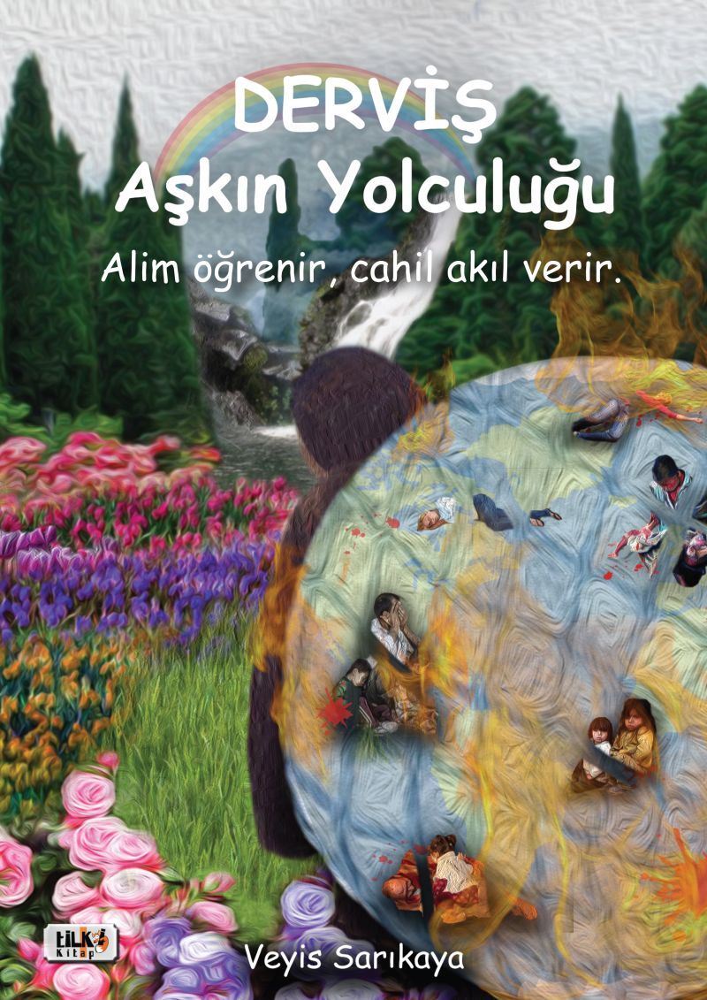 DERVİŞ
Aşkın Yolculuğu
Alim öğrenir, cahil akıl verir.
tiLKi
Kitap
Veyis Sarıkaya